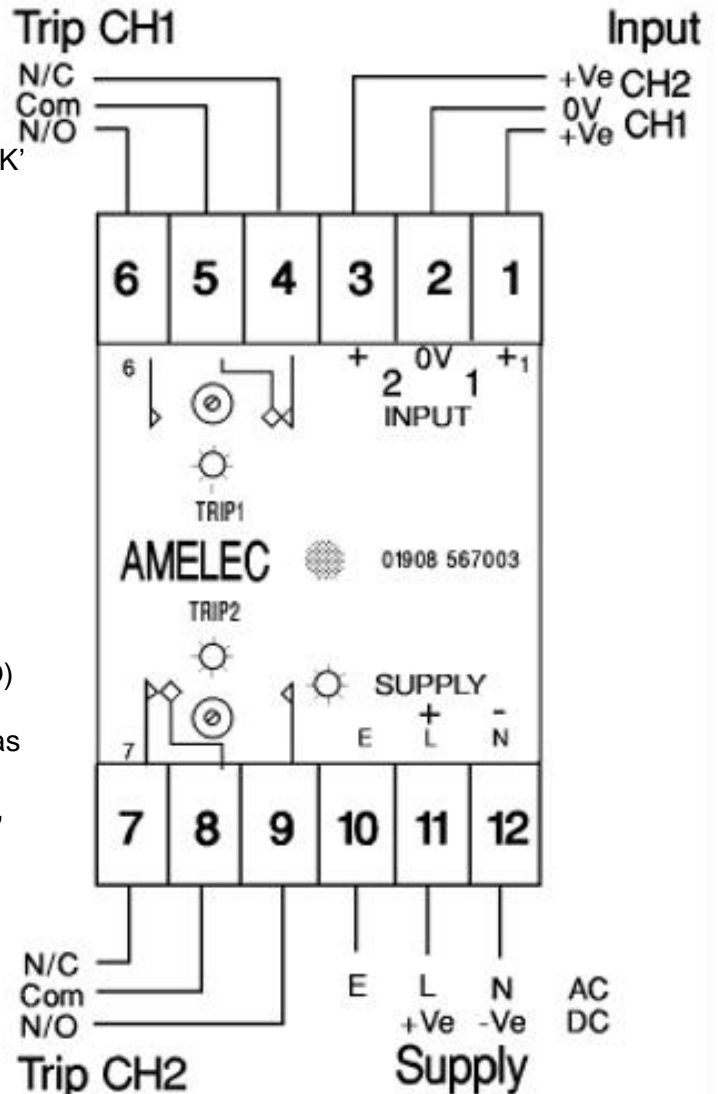 Trip CH1 Input
N/C +Ve CH2
Com 0V
N/O +Ve CH1
K’
6 5 4 3 2 1
6 + 0V +1
2 1
INPUT
TRIP1
AMELEC 01908 567003
TRIP2
)
SUPPLY
+ -
as
7 E L N
,
7 8 9 10 11 12
N/C
E L N AC
Com
+Ve -Ve DC
N/O
Trip CH2 Supply